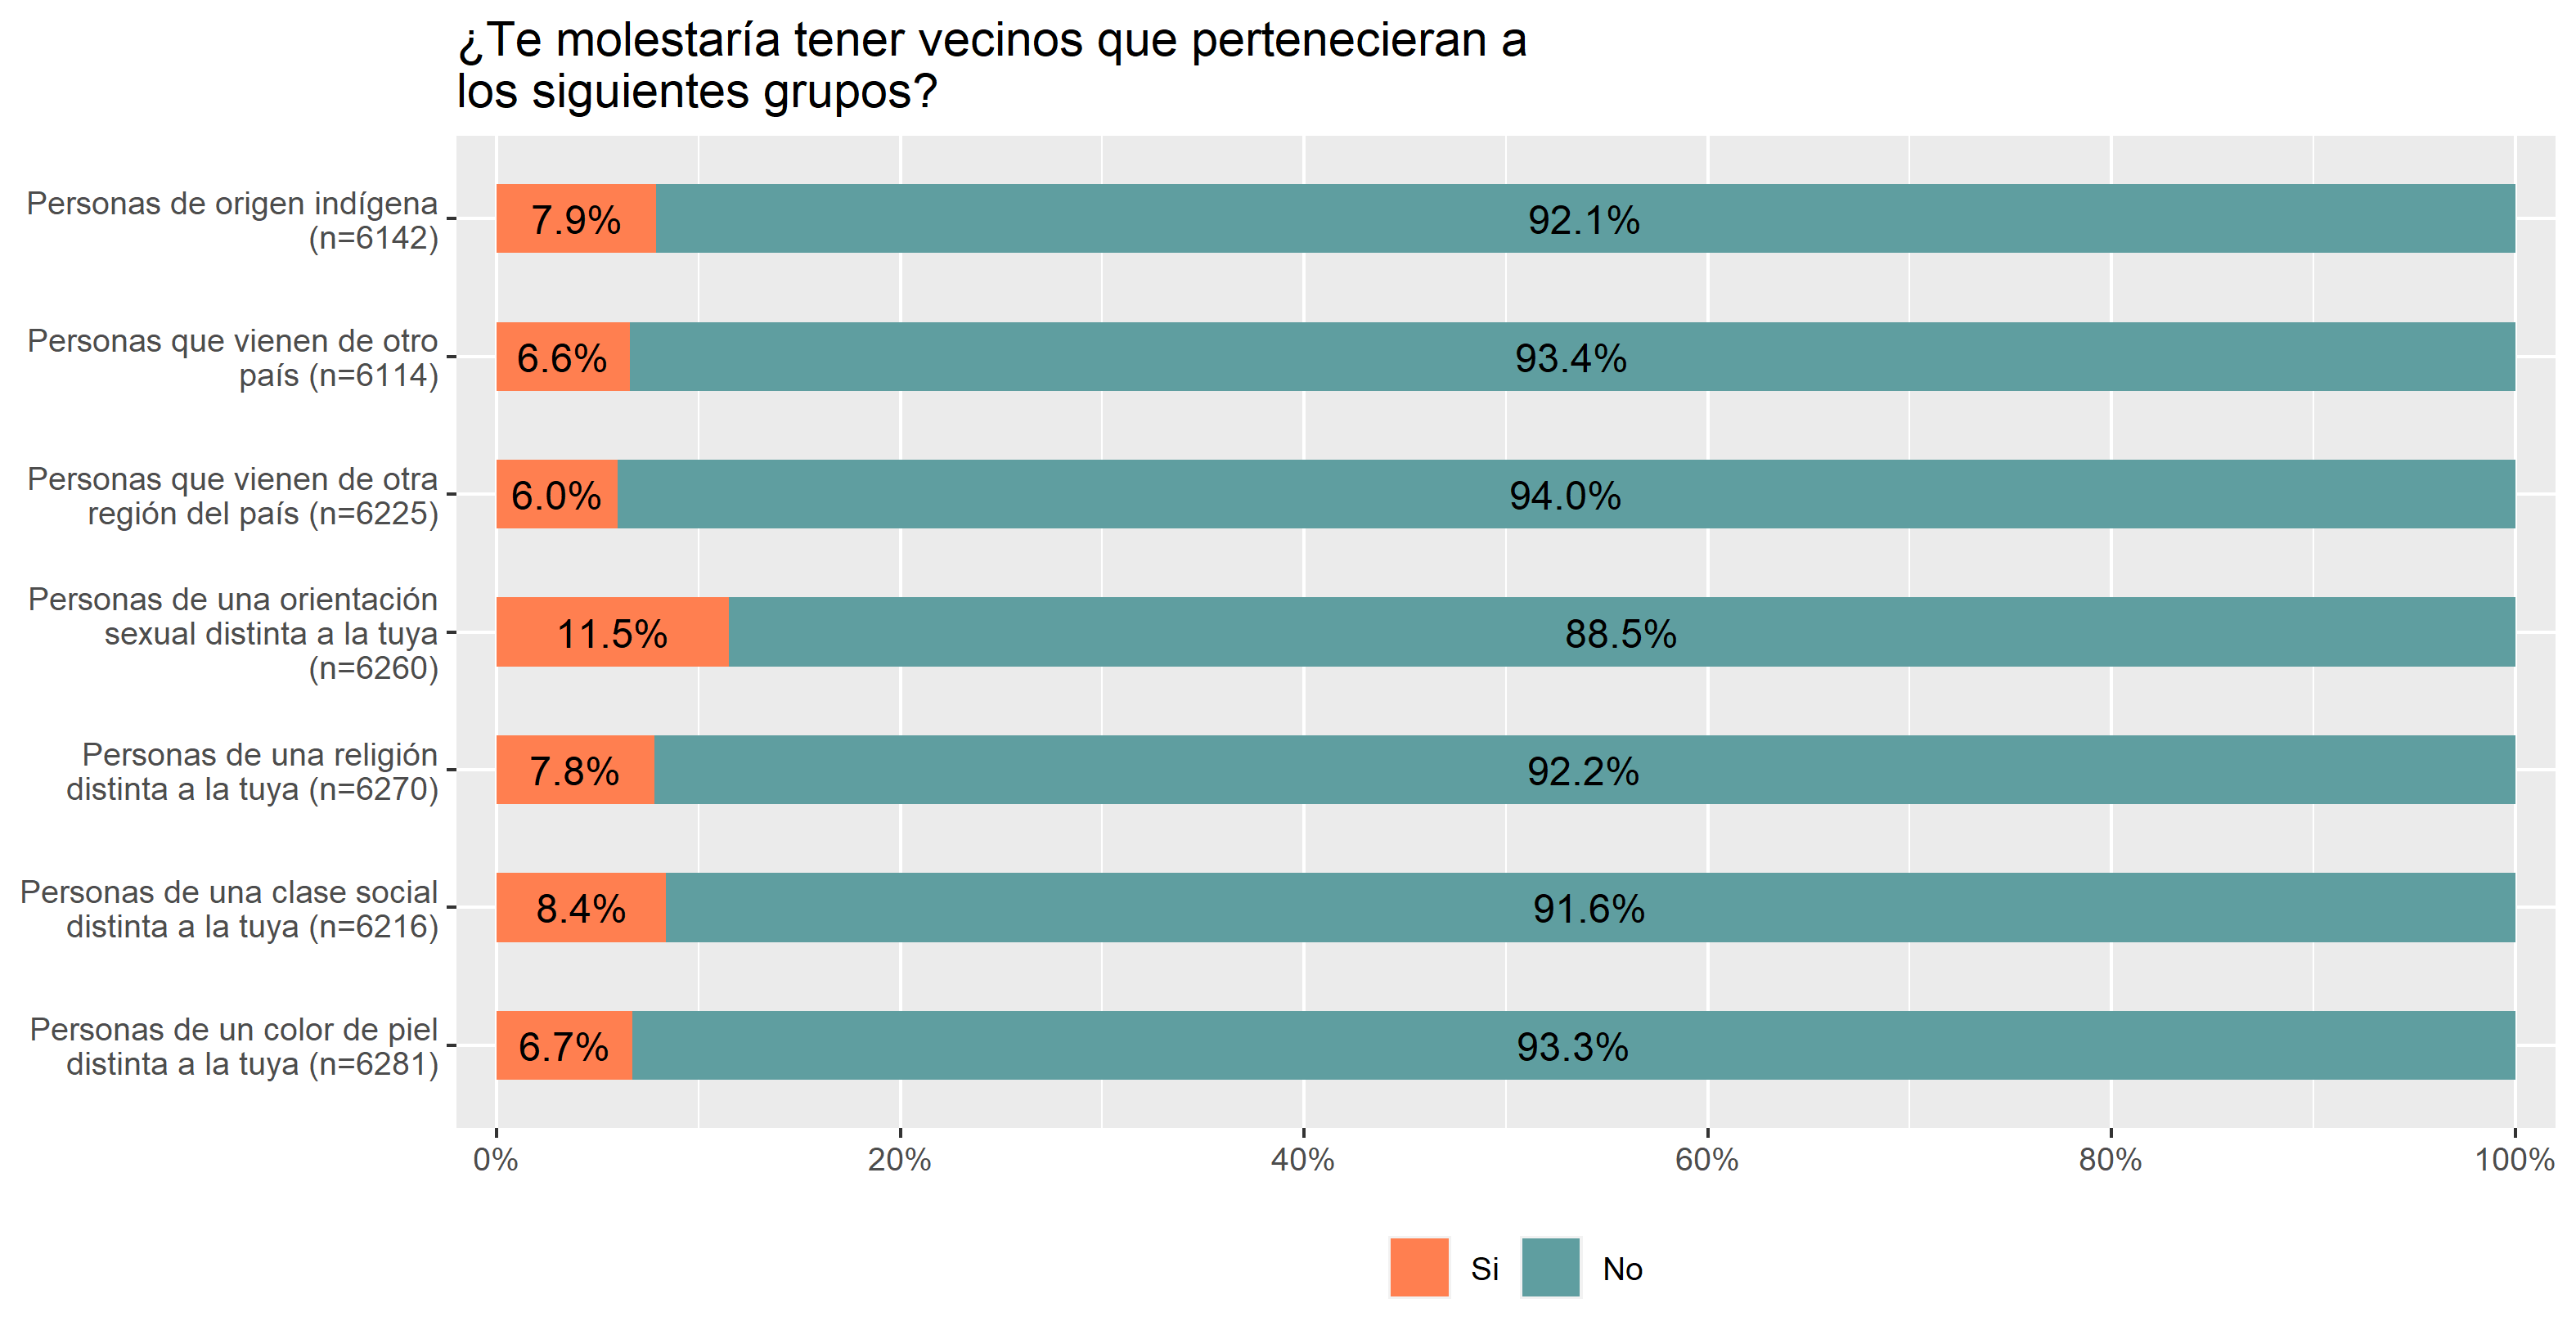 ¿Te molestaría tener vecinos que pertenecieran a
los siguientes grupos?
Personas de origen indígena
(n=6142)
7.9%
92.1%
Personas que vienen de otro
país (n=6114)
6.6%
93.4%
Personas que vienen de otra
región del país (n=6225)
6.0%
94.0%
Personas de una orientación
sexual distinta a la tuya
(n=6260)
11.5%
88.5%
Personas de una religión
distinta a la tuya (n=6270)
7.8%
92.2%
Personas de una clase social
distinta a la tuya (n=6216)
8.4%
91.6%
Personas de un color de piel
distinta a la tuya (n=6281)
6.7%
93.3%
0%
20%
40%
60%
80%
100%
Si
No